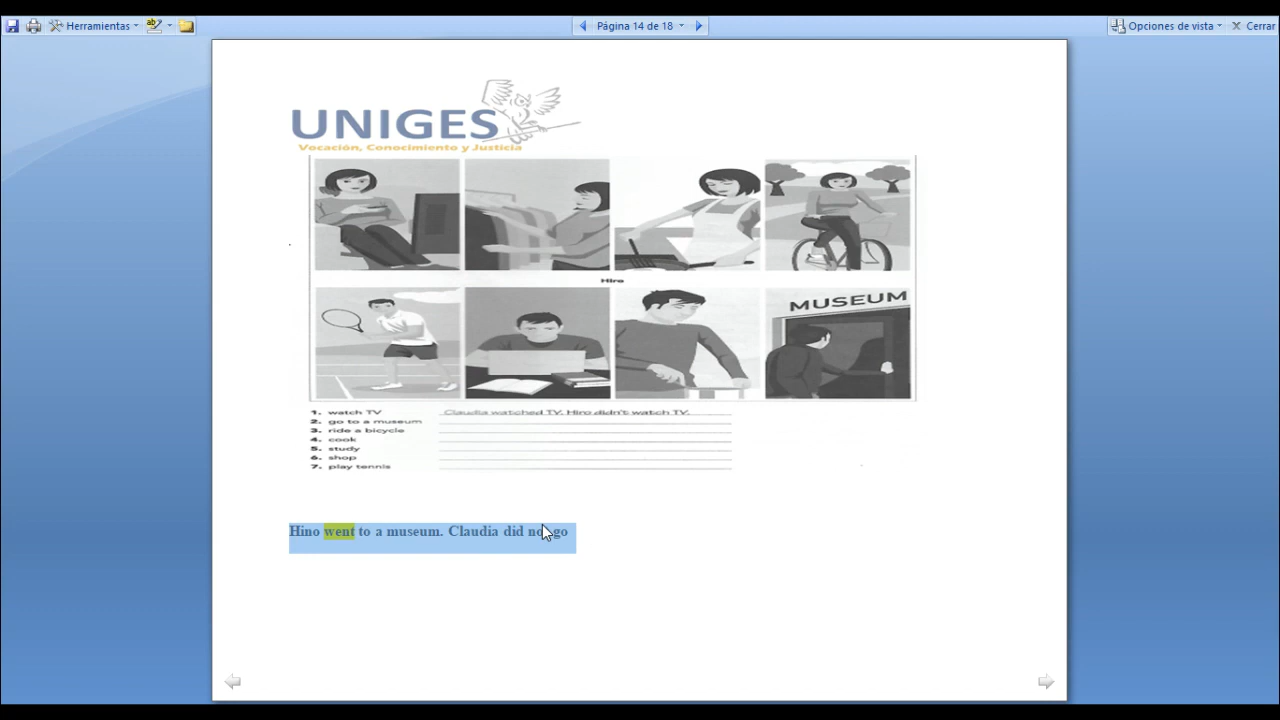 Herramientas
Página 14 de 18
Opciones de vista
Cerrar
UNIGES
Vocación, Conocimiento y Justicia
Hiro
MUSEUM
1. watch TV Claudia watched TV. Hiro didn't watch TV.
2. go to a museum
3. ride a bicycle
4. cook
5. study
6. shop
7. play tennis
Hino went to a museum. Claudia did not go